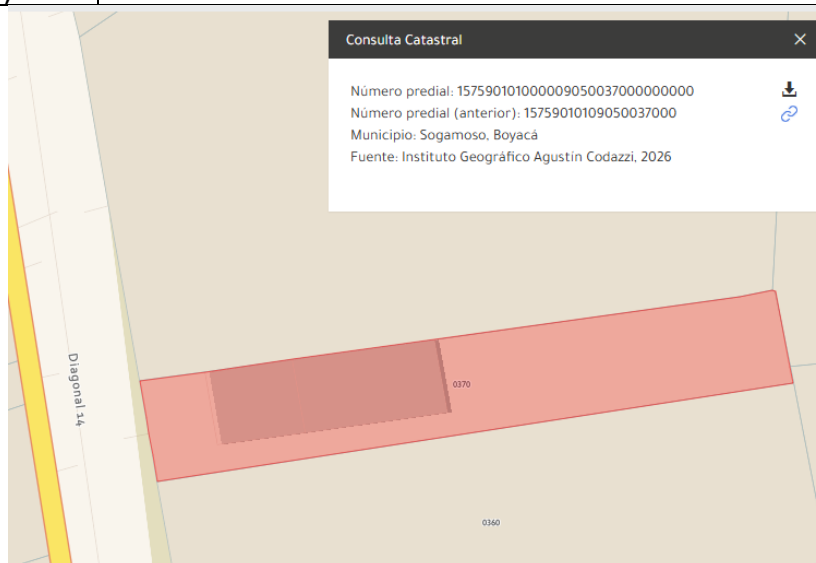 Consulta Catastral
Número predial: 157590101000009050037000000000
Número predial (anterior): 15759010109050037000
Municipio: Sogamoso, Boyacá
Fuente: Instituto Geográfico Agustín Codazzi, 2026
Diagonal 14
0370
0360